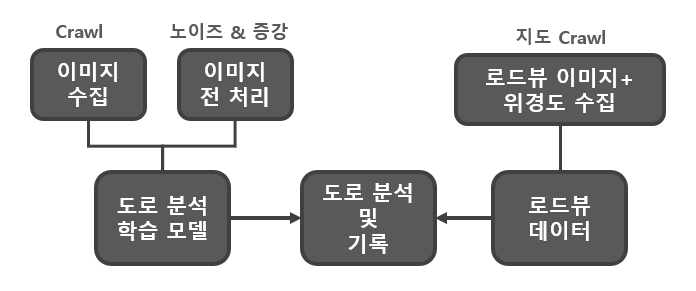 Crawl
노이즈 & 증강
지도 Crawl
이미지
수집
이미지
전 처리
로드뷰 이미지+
위경도 수집
도로 분석
학습 모델
도로 분석
및
기록
로드뷰
데이터